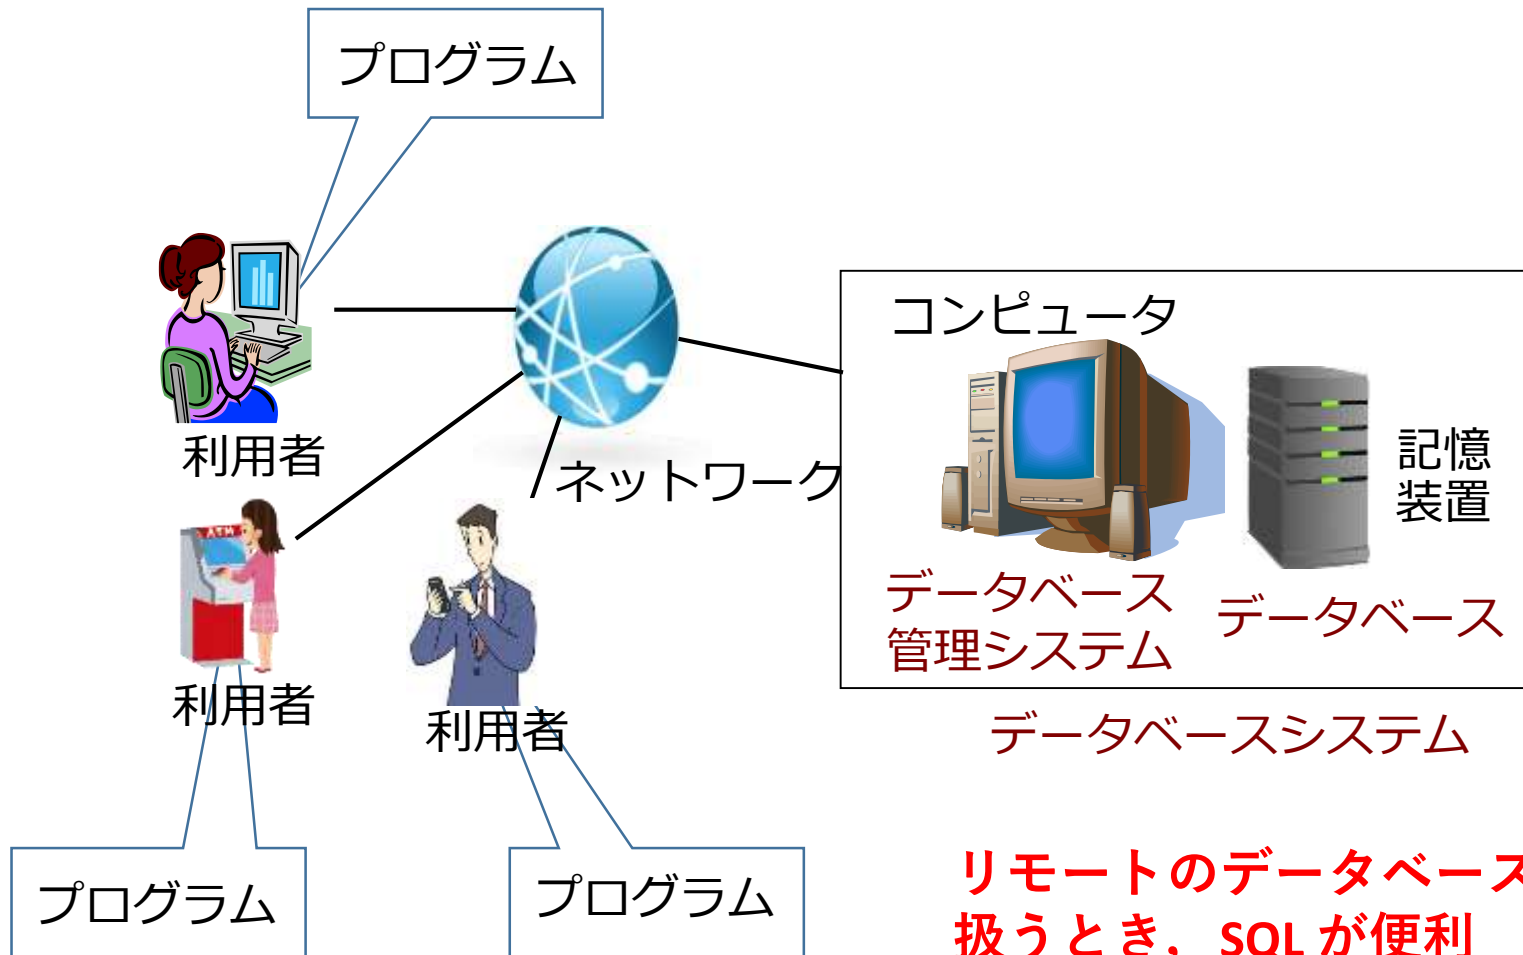 プログラム
コンピュータ
利用者
ネットワーク
記憶
装置
ATM
データベース
管理システム
データベース
利用者
利用者
データベースシステム
プログラム
プログラム
リモートのデータベース
扱うとき，SQL が便利